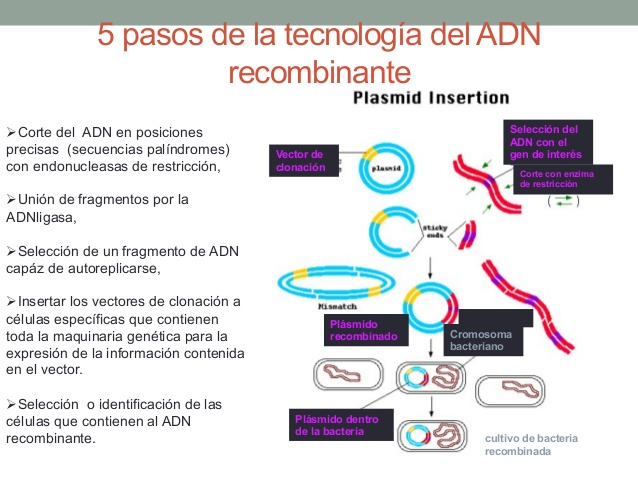 5 pasos de la tecnología del ADN
recombinante
Plasmid Insertion
➢Corte del ADN en posiciones
precisas (secuencias palíndromes)
con endonucleasas de restricción,
➢Unión de fragmentos por la
ADNligasa,
➢Selección de un fragmento de ADN
capáz de autoreplicarse,
➢Insertar los vectores de clonación a
células específicas que contienen
toda la maquinaria genética para la
expresión de la información contenida
en el vector.
➢Selección o identificación de las
células que contienen al ADN
recombinante.
Vector de
clonación
plasmid
Selección del
ADN con el
gen de interés
Corte con enzima
de restricción
( )
sticky
ends
Mismatch
Plásmido
recombinado
Cromosoma
bacteriano
Plásmido dentro
de la bacteria
cultivo de bacteria
recombinada